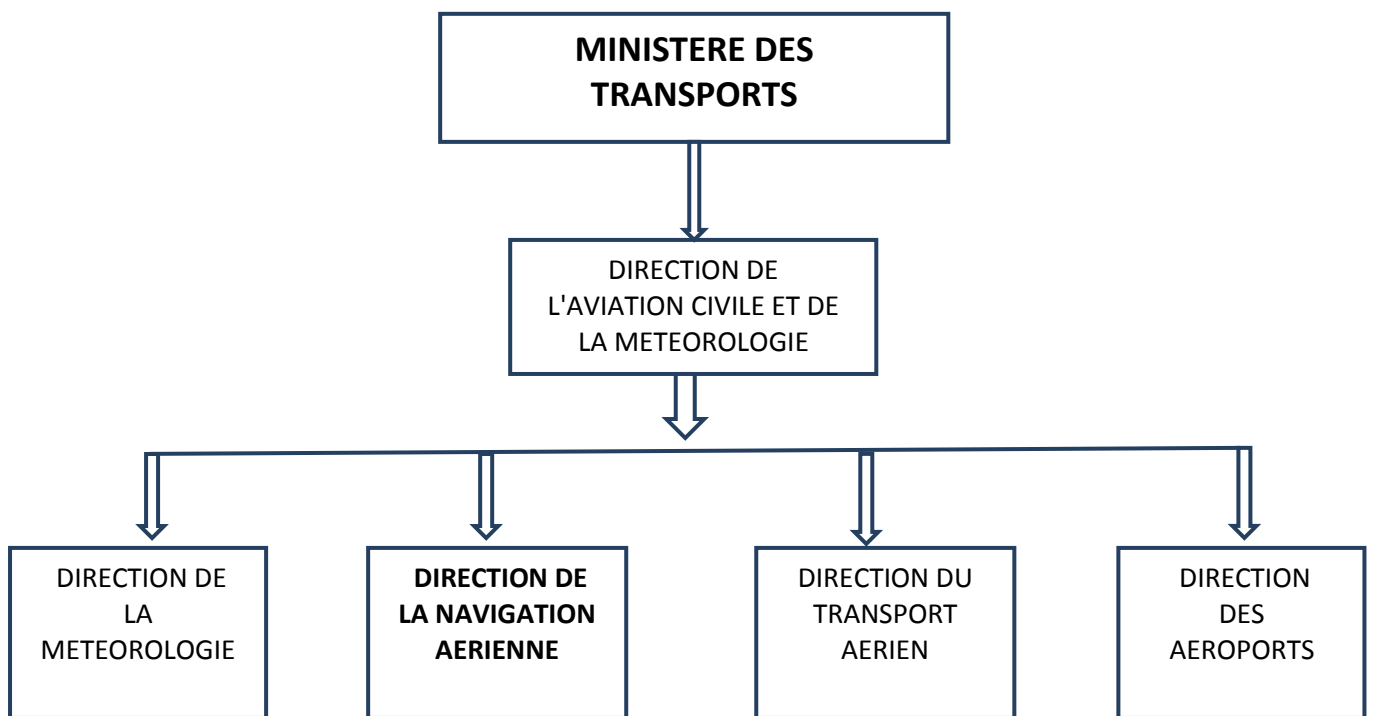 MINISTERE DES
TRANSPORTS
DIRECTION DE
L'AVIATION CIVILE ET DE
LA METEOROLOGIE
DIRECTION DE
LA
METEOROLOGIE
DIRECTION DE
LA NAVIGATION
AERIENNE
DIRECTION DU
TRANSPORT
AERIEN
DIRECTION
DES
AEROPORTS